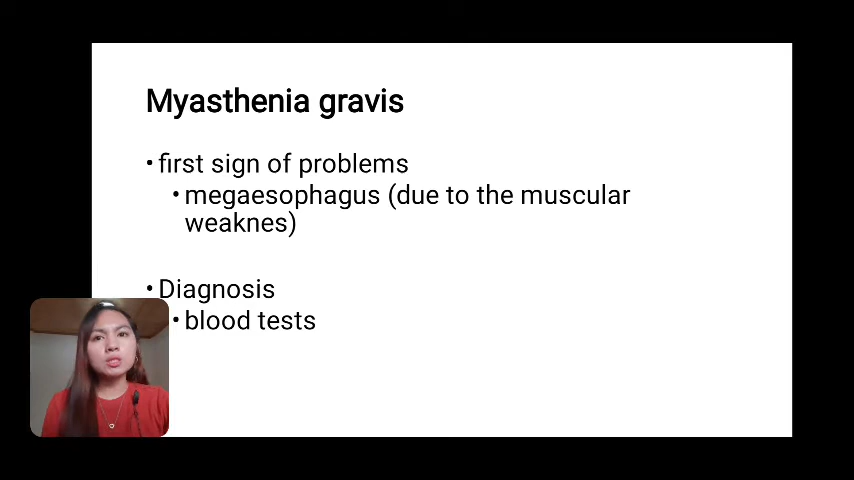 Myasthenia gravis
• first sign of problems
• megaesophagus (due to the muscular
weaknes)
• Diagnosis
• blood tests